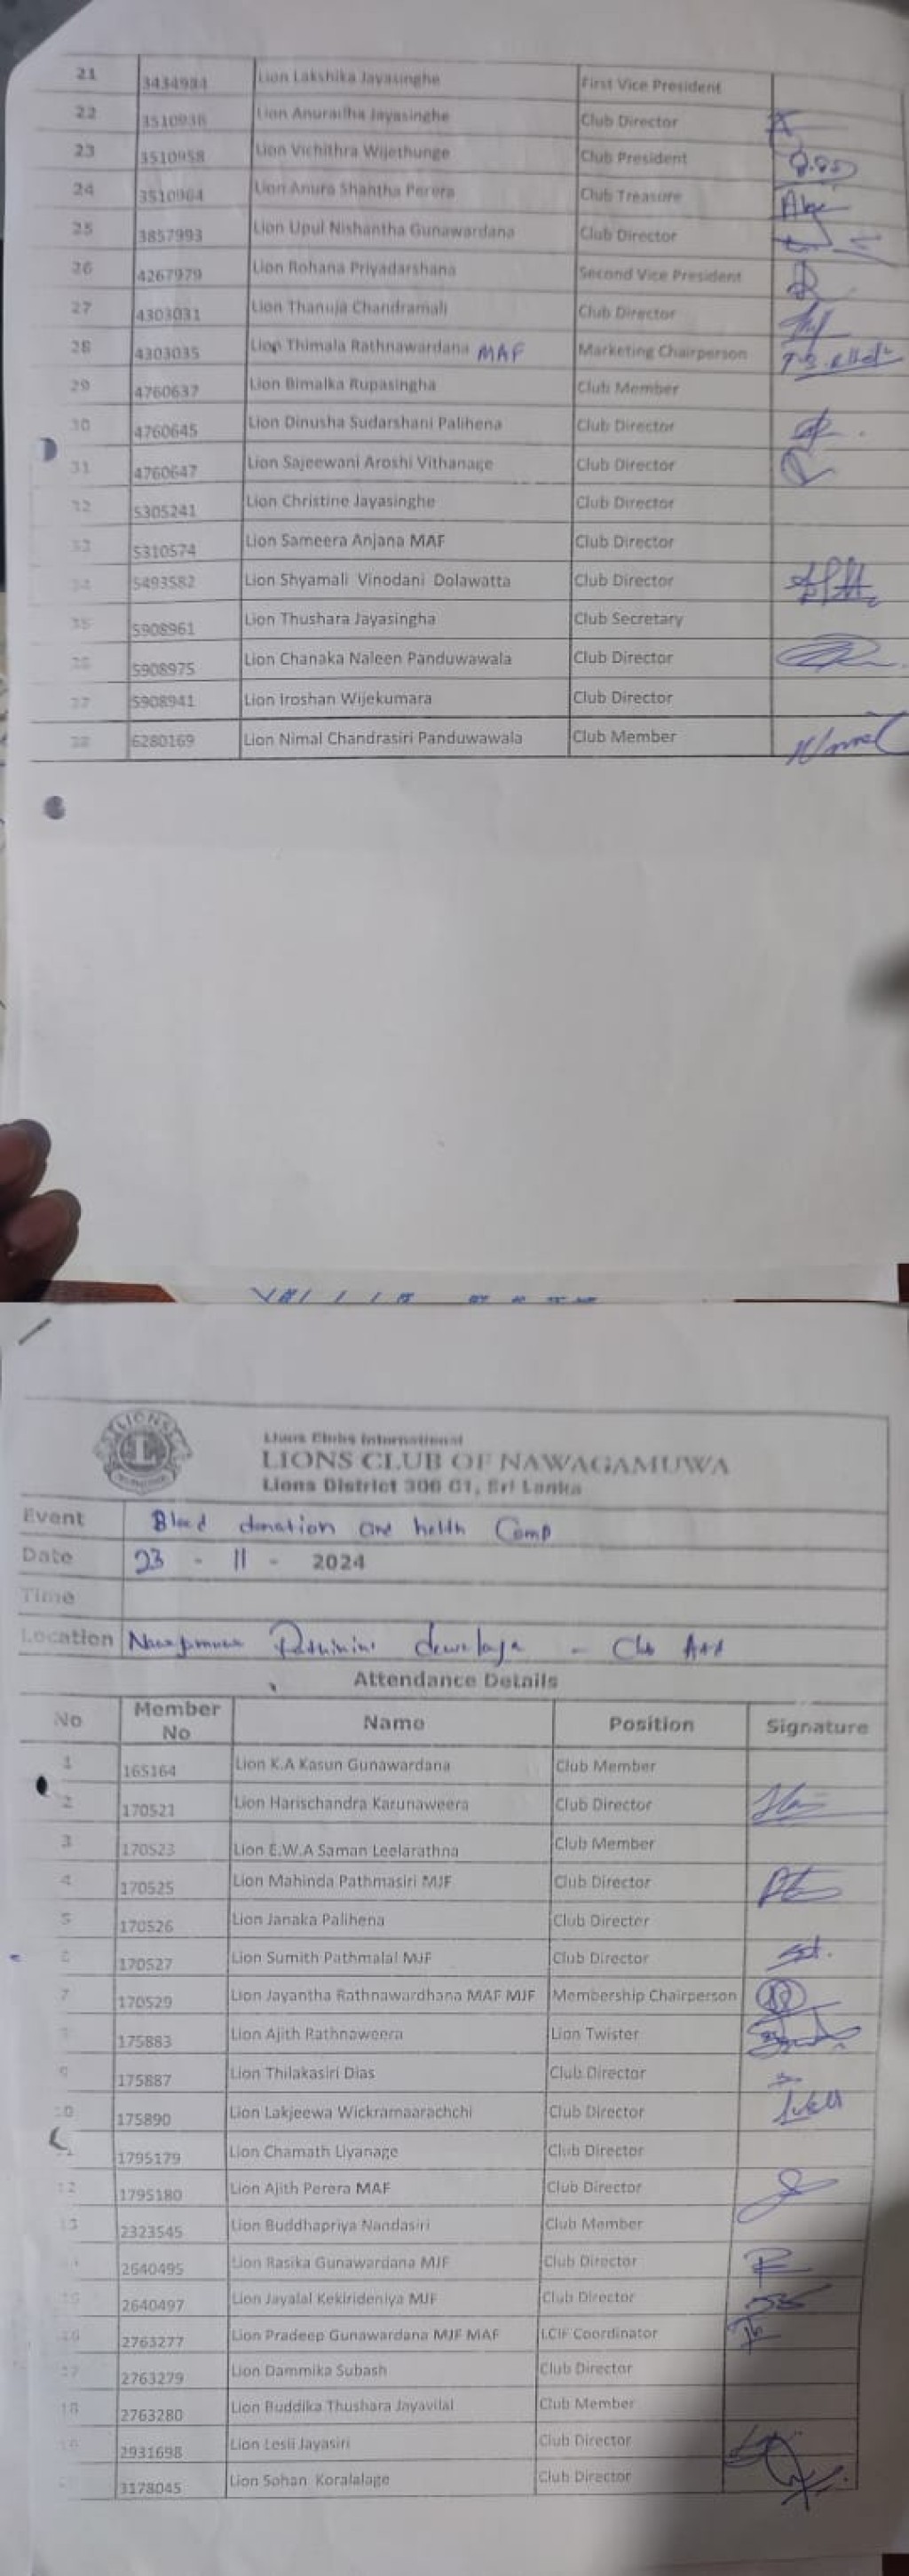 21 3434984 Lion Lakshika Jayasinghe First Vice President
22 3510938 Lion Anuradha Jayasinghe Club Director
23 3510958 Lion Vichithra Wijethunge Club President
24 3510964 Lion Anura Shantha Perera Club Treasure
25 3857993 Lion Upul Nishantha Gunawardana Club Director
26 4267979 Lion Rohana Priyadarshana Second Vice President
27 4303031 Lion Thanuja Chandramali Club Director
28 4303035 Lion Thimala Rathnawardana MAF Marketing Chairperson
29 4760637 Lion Bimalka Rupasingha Club Member
30 4760645 Lion Dinusha Sudarshani Palihena Club Director
31 4760647 Lion Sajeewani Aroshi Vithanage Club Director
32 5305241 Lion Christine Jayasinghe Club Director
33 5310574 Lion Sameera Anjana MAF Club Director
34 5493582 Lion Shyamali Vinodani Dolawatta Club Director
35 5908961 Lion Thushara Jayasingha Club Secretary
36 5908975 Lion Chanaka Naleen Panduwawala Club Director
37 5908941 Lion Iroshan Wijekumara Club Director
38 6280169 Lion Nimal Chandrasiri Panduwawala Club Member
LIONS
L
Lions Clubs International
LIONS CLUB OF NAWAGAMUWA
Lions District 306 C1, Sri Lanka
Event Blood donation and helth Camp
Date 23 - 11 - 2024
Time
Location
Attendance Details
No Member No Name Position Signature
1 165164 Lion K.A Kasun Gunawardana Club Member
2 170521 Lion Harischandra Karunaweera Club Director
3 170523 Lion E.W.A Saman Leelarathna Club Member
4 170525 Lion Mahinda Pathmasiri MJF Club Director
5 170526 Lion Janaka Palihena Club Director
6 170527 Lion Sumith Pathmalal MJF Club Director
7 170529 Lion Jayantha Rathnawardhana MAF MJF Membership Chairperson
175883 Lion Ajith Rathnaweera Lion Twister
9 175887 Lion Thilakasiri Dias Club Director
10 175890 Lion Lakjeewa Wickramaarachchi Club Director
1795179 Lion Chamath Liyanage Club Director
12 1795180 Lion Ajith Perera MAF Club Director
13 2323545 Lion Buddhapriya Nandasiri Club Member
2640495 Lion Rasika Gunawardana MJF Club Director
15 2640497 Lion Jayalal Kekirideniya MJF Club Director
16 2763277 Lion Pradeep Gunawardana MJF MAF LCIF Coordinator
17 2763279 Lion Dammika Subash Club Director
18 2763280 Lion Buddika Thushara Jayavilal Club Member
19 2931698 Lion Leslï Jayasiri Club Director
3178045 Lion Sohan Koralalage Club Director